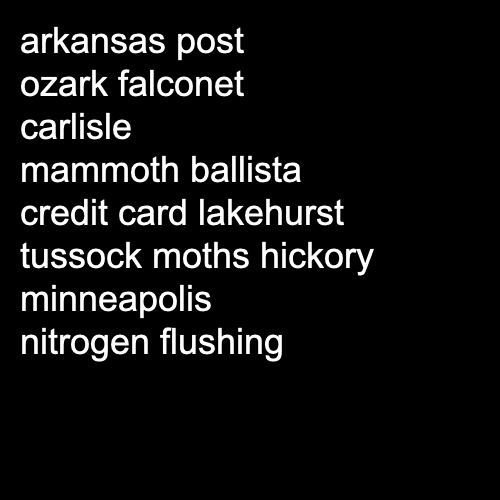 arkansas post
ozark falconet
carlisle
mammoth ballista
credit card lakehurst
tussock moths hickory
minneapolis
nitrogen flushing